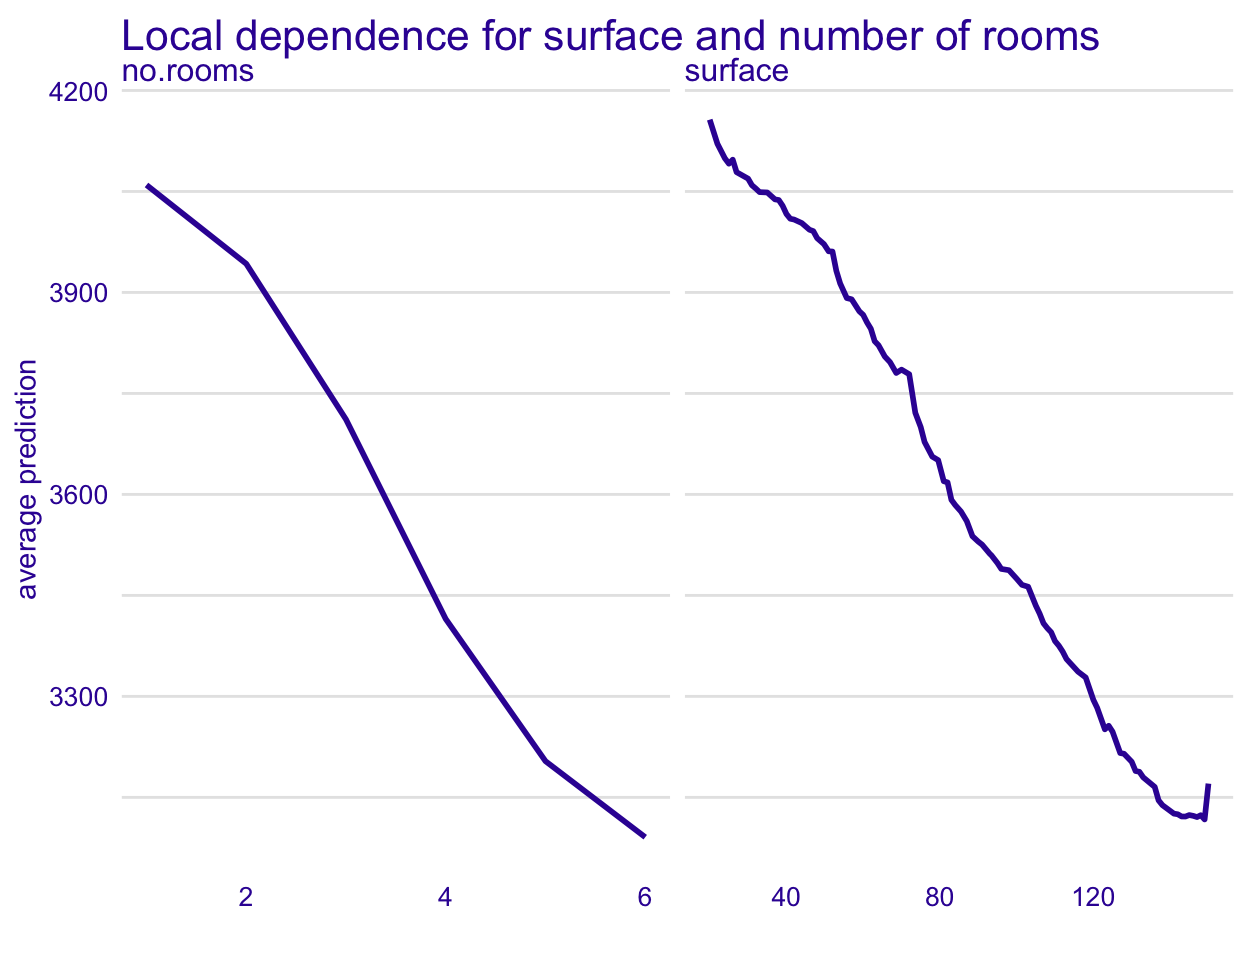 Local dependence for surface and number of rooms
no.rooms
surface
4200
3900
3600
3300
average prediction
2
4
6
40
80
120